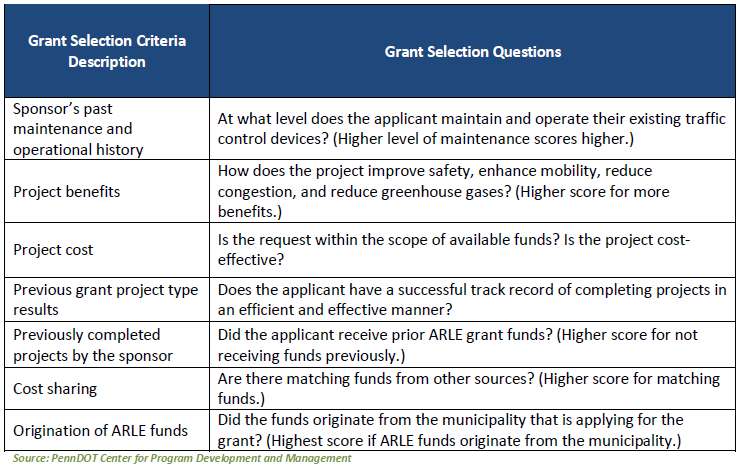 Grant Selection Criteria
Description
Grant Selection Questions
Sponsor's past
maintenance and
operational history
At what level does the applicant maintain and operate their existing traffic
control devices? (Higher level of maintenance scores higher.)
Project benefits
How does the project improve safety, enhance mobility, reduce
congestion, and reduce greenhouse gases? (Higher score for more
benefits.)
Project cost
Is the request within the scope of available funds? Is the project cost-
effective?
Previous grant project type
results
Does the applicant have a successful track record of completing projects in
an efficient and effective manner?
Previously completed
projects by the sponsor
Did the applicant receive prior ARLE grant funds? (Higher score for not
receiving funds previously.)
Cost sharing
Are there matching funds from other sources? (Higher score for matching
funds.)
Origination of ARLE funds
Did the funds originate from the municipality that is applying for the
grant? (Highest score if ARLE funds originate from the municipality.)
Source: PennDOT Center for Program Development and Management